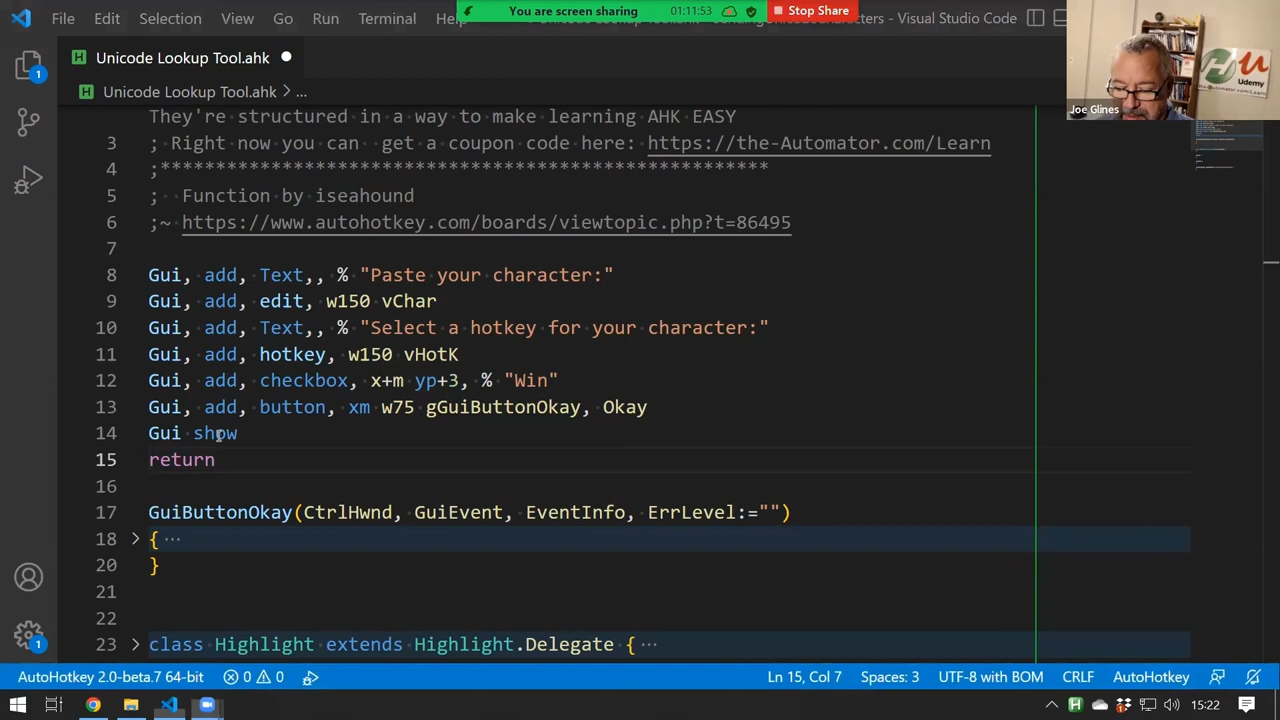 File Edit Selection View Go Run Terminal Help
You are screen sharing 01:11:53 Stop Share
Visual Studio Code
Unicode Lookup Tool.ahk
Unicode Lookup Tool.ahk > ...
Joe Glines
Udemy
They're structured in a way to make learning AHK EASY
3 ; Right now you can get a coupon code here: https://the-Automator.com/Learn
4 ;*******************************************************
5 ; Function by iseahound
6 ;~ https://www.autohotkey.com/boards/viewtopic.php?t=86495
7
8 Gui, add, Text,, % "Paste your character:"
9 Gui, add, edit, w150 vChar
10 Gui, add, Text,, % "Select a hotkey for your character:"
11 Gui, add, hotkey, w150 vHotK
12 Gui, add, checkbox, x+m yp+3, % "Win"
13 Gui, add, button, xm w75 gGuiButtonOkay, Okay
14 Gui show
15 return
16
17 GuiButtonOkay(CtrlHwnd, GuiEvent, EventInfo, ErrLevel:="")
18 { ...
20 }
21
22
23 class Highlight extends Highlight.Delegate { ...
AutoHotkey 2.0-beta.7 64-bit 0 0 Ln 15, Col 7 Spaces: 3 UTF-8 with BOM CRLF AutoHotkey
15:22